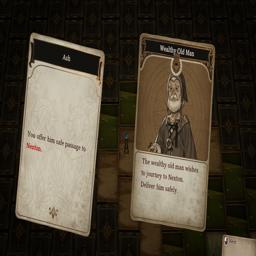 Ash
You offer him safe passage to
Nexton.
Wealthy Old Man
The wealthy old man wishes
to journey to Nexton.
Deliver him safely.